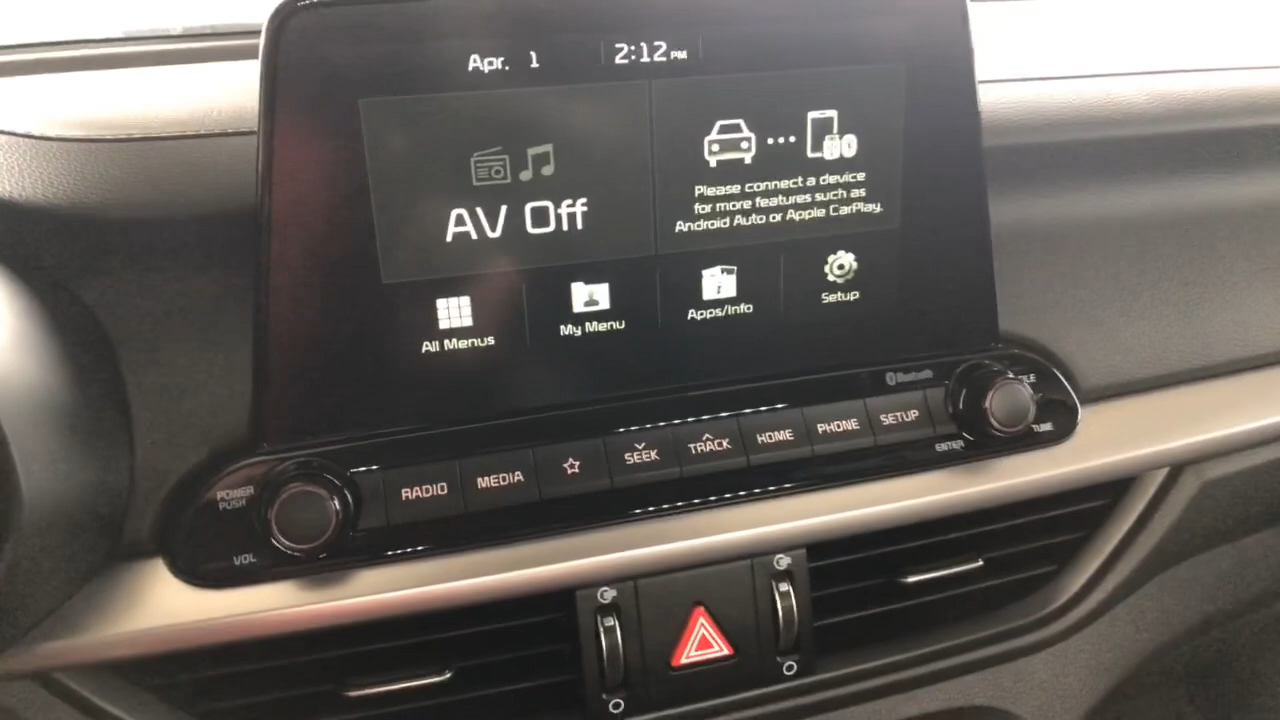 Apr. 1 2:12 PM
AV Off
Please connect a device
for more features such as
Android Auto or Apple CarPlay.
All Menus
My Menu
Apps/Info
Setup
Bluetooth
POWER
PUSH
VOL
RADIO
MEDIA
SEEK
TRACK
HOME
PHONE
SETUP
ENTER
TUNE